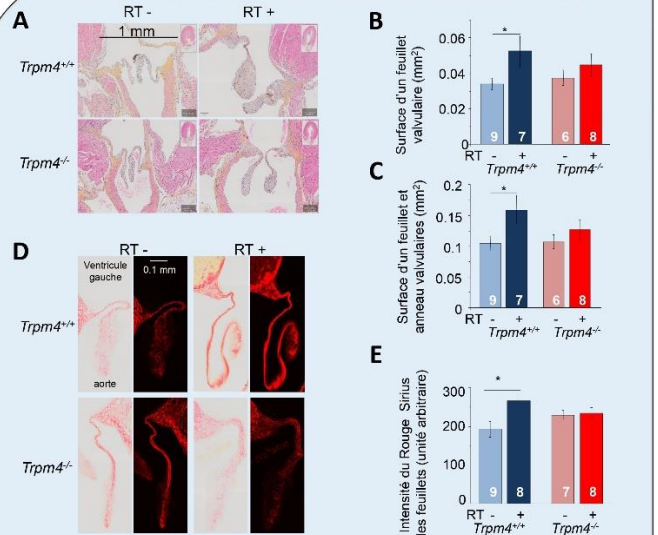 A
RT - RT +
1 mm
Trpm4+/+
Trpm4-/-
B
Surface d'un feuillet
valvulaire (mm²)
0.06
0.04
0.02
0
*
9 7 6 8
RT - + - +
Trpm4+/+ Trpm4-/-
C
Surface d'un feuillet et
anneau valvulaires (mm²)
0.2
0.15
0.1
0.05
0
*
9 7 6 8
RT - + - +
Trpm4+/+ Trpm4-/-
D
RT - RT +
Ventricule
gauche
0.1 mm
aorte
Trpm4+/+
Trpm4-/-
E
Intensité du Rouge Sirius
des feuillets (unité arbitraire)
300
200
100
0
*
9 8 7 8
RT - + - +
Trpm4+/+ Trpm4-/-